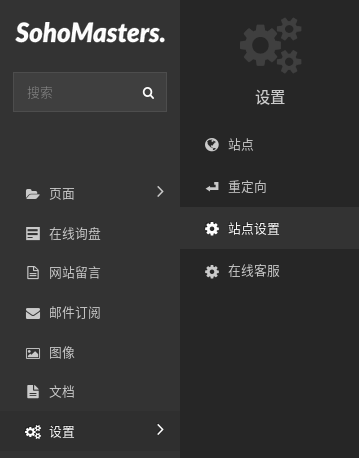 SohoMasters.
搜索
页面
在线询盘
网站留言
邮件订阅
图像
文档
设置
设置
站点
重定向
站点设置
在线客服